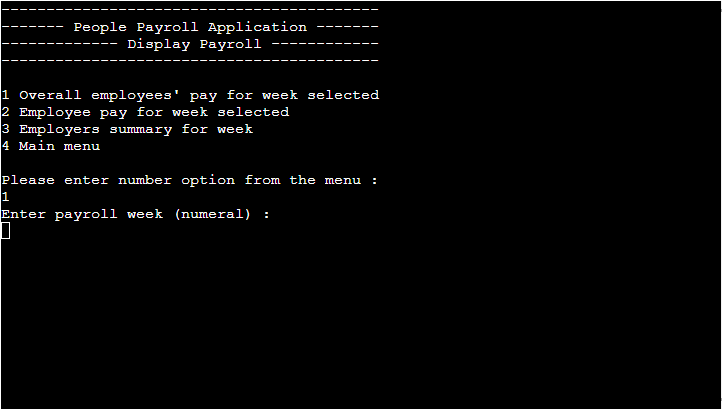 ------------------------------------------
------- People Payroll Application -------
------------- Display Payroll ------------
------------------------------------------
1 Overall employees' pay for week selected
2 Employee pay for week selected
3 Employers summary for week
4 Main menu
Please enter number option from the menu :
1
Enter payroll week (numeral) :